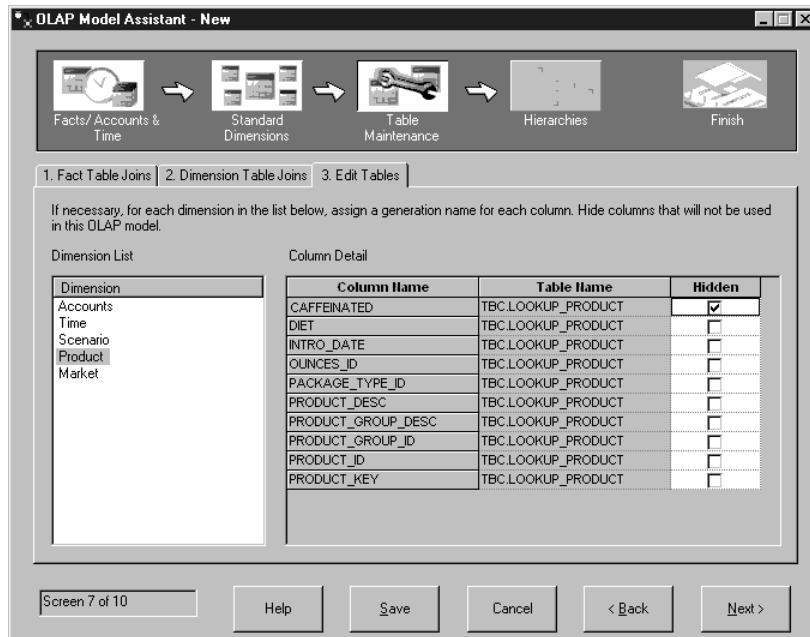 OLAP Model Assistant - New
Facts/ Accounts & Time
Standard Dimensions
Table Maintenance
Hierarchies
Finish
1. Fact Table Joins
2. Dimension Table Joins
3. Edit Tables
If necessary, for each dimension in the list below, assign a generation name for each column. Hide columns that will not be used
in this OLAP model.
Dimension List
Column Detail
Dimension
Accounts
Time
Scenario
Product
Market
Column Name Table Name Hidden
CAFFEINATED TBC.LOOKUP_PRODUCT
DIET TBC.LOOKUP_PRODUCT
INTRO_DATE TBC.LOOKUP_PRODUCT
OUNCES_ID TBC.LOOKUP_PRODUCT
PACKAGE_TYPE_ID TBC.LOOKUP_PRODUCT
PRODUCT_DESC TBC.LOOKUP_PRODUCT
PRODUCT_GROUP_DESC TBC.LOOKUP_PRODUCT
PRODUCT_GROUP_ID TBC.LOOKUP_PRODUCT
PRODUCT_ID TBC.LOOKUP_PRODUCT
PRODUCT_KEY TBC.LOOKUP_PRODUCT
Screen 7 of 10
Help
Save
Cancel
< Back
Next >